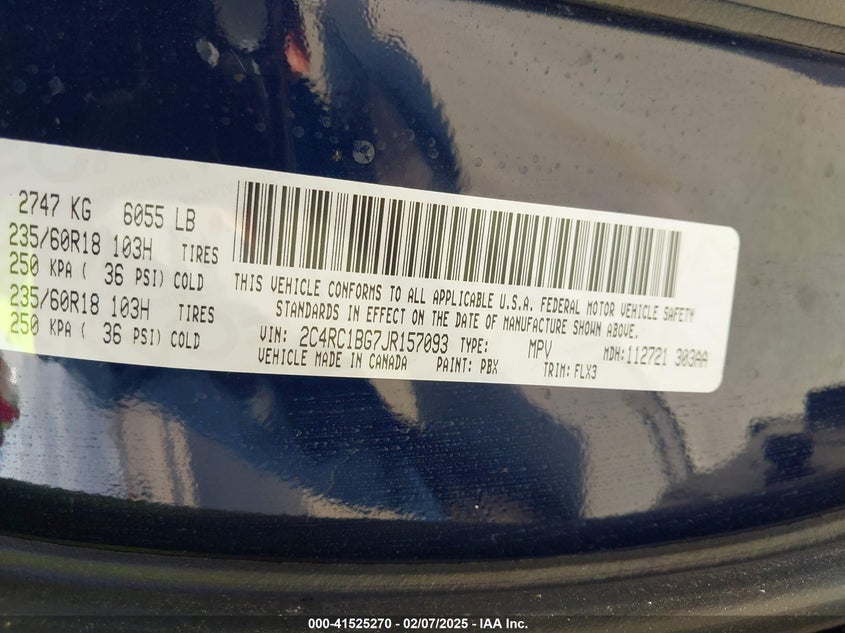 2747 KG 6055 LB
235/60R18 103H TIRES
250 KPA ( 36 PSI) COLD
235/60R18 103H TIRES
250 KPA ( 36 PSI) COLD
THIS VEHICLE CONFORMS TO ALL APPLICABLE U.S.A. FEDERAL MOTOR VEHICLE SAFETY
STANDARDS IN EFFECT ON THE DATE OF MANUFACTURE SHOWN ABOVE.
VIN: 2C4RC1BG7JR157093 TYPE: MPV MDH:112721 303AA
VEHICLE MADE IN CANADA PAINT: PBX TRIM: FLX3
000-41525270 - 02/07/2025 - IAA Inc.